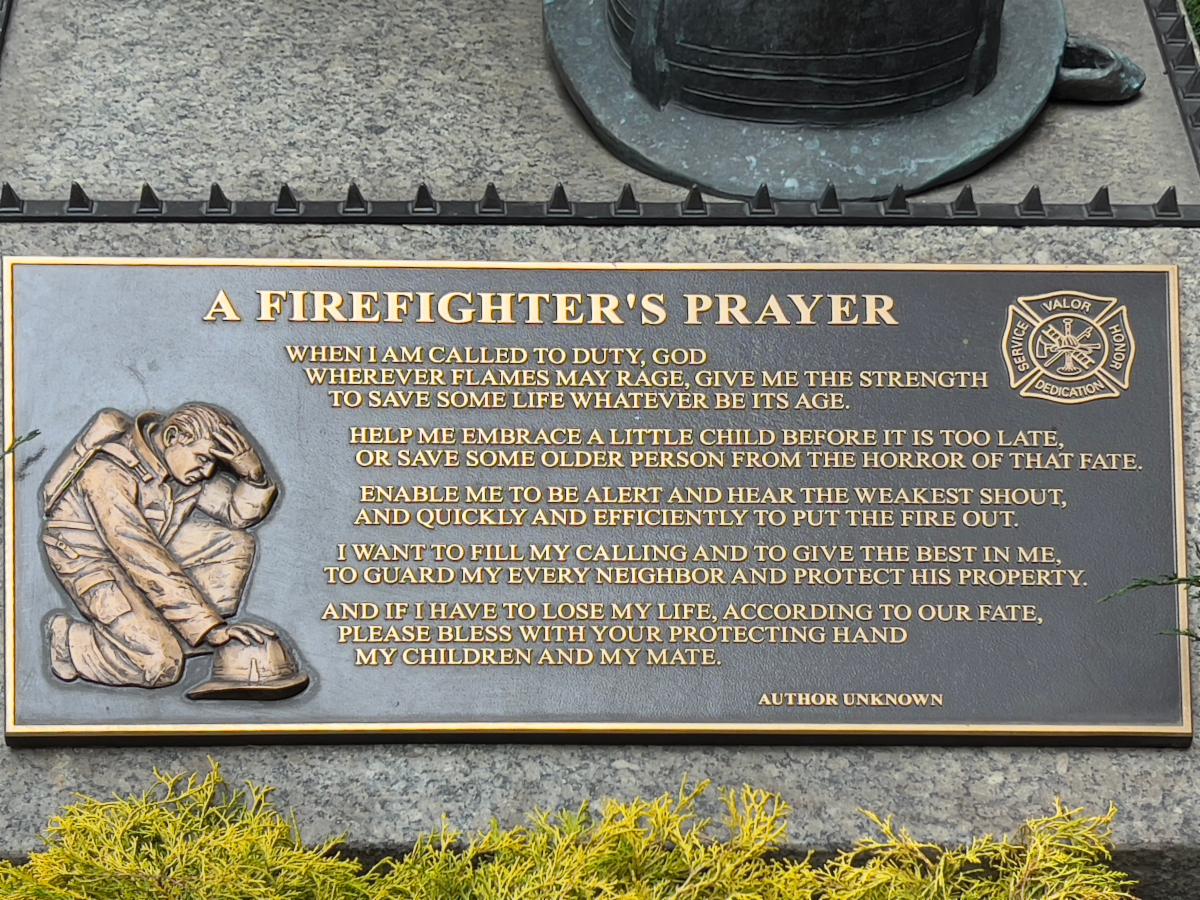 A FIREFIGHTER'S PRAYER
VALOR
SERVICE
HONOR
DEDICATION
WHEN I AM CALLED TO DUTY, GOD
WHEREVER FLAMES MAY RAGE, GIVE ME THE STRENGTH
TO SAVE SOME LIFE WHATEVER BE ITS AGE.
HELP ME EMBRACE A LITTLE CHILD BEFORE IT IS TOO LATE,
OR SAVE SOME OLDER PERSON FROM THE HORROR OF THAT FATE.
ENABLE ME TO BE ALERT AND HEAR THE WEAKEST SHOUT,
AND QUICKLY AND EFFICIENTLY TO PUT THE FIRE OUT.
I WANT TO FILL MY CALLING AND TO GIVE THE BEST IN ME,
TO GUARD MY EVERY NEIGHBOR AND PROTECT HIS PROPERTY.
AND IF I HAVE TO LOSE MY LIFE, ACCORDING TO OUR FATE,
PLEASE BLESS WITH YOUR PROTECTING HAND
MY CHILDREN AND MY MATE.
AUTHOR UNKNOWN